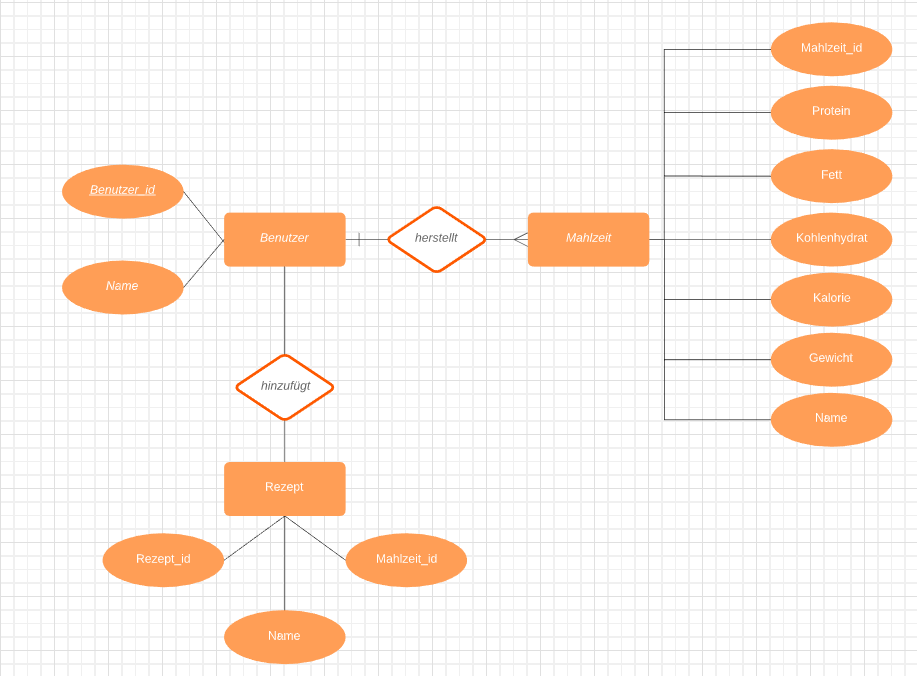 Mahlzeit_id
Protein
Fett
Benutzer_id
Benutzer
herstellt
Mahlzeit
Kohlenhydrat
Name
Kalorie
Gewicht
hinzufügt
Name
Rezept
Rezept_id
Mahlzeit_id
Name